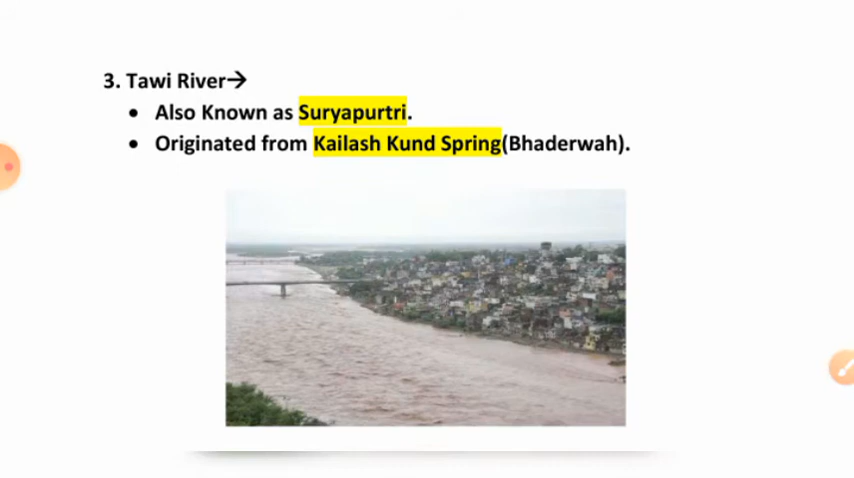 3. Tawi River→
• Also Known as Suryapurtri.
• Originated from Kailash Kund Spring(Bhaderwah).